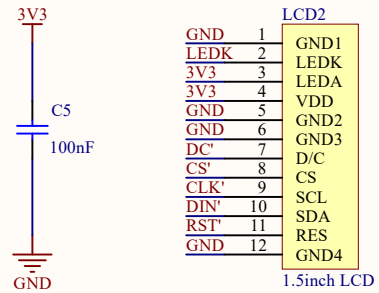 3V3
C5
100nF
GND
LCD2
GND 1 GND1
LEDK 2 LEDK
3V3 3 LEDA
3V3 4 VDD
GND 5 GND2
GND 6 GND3
DC' 7 D/C
CS' 8 CS
CLK' 9 SCL
DIN' 10 SDA
RST' 11 RES
GND 12 GND4
1.5inch LCD